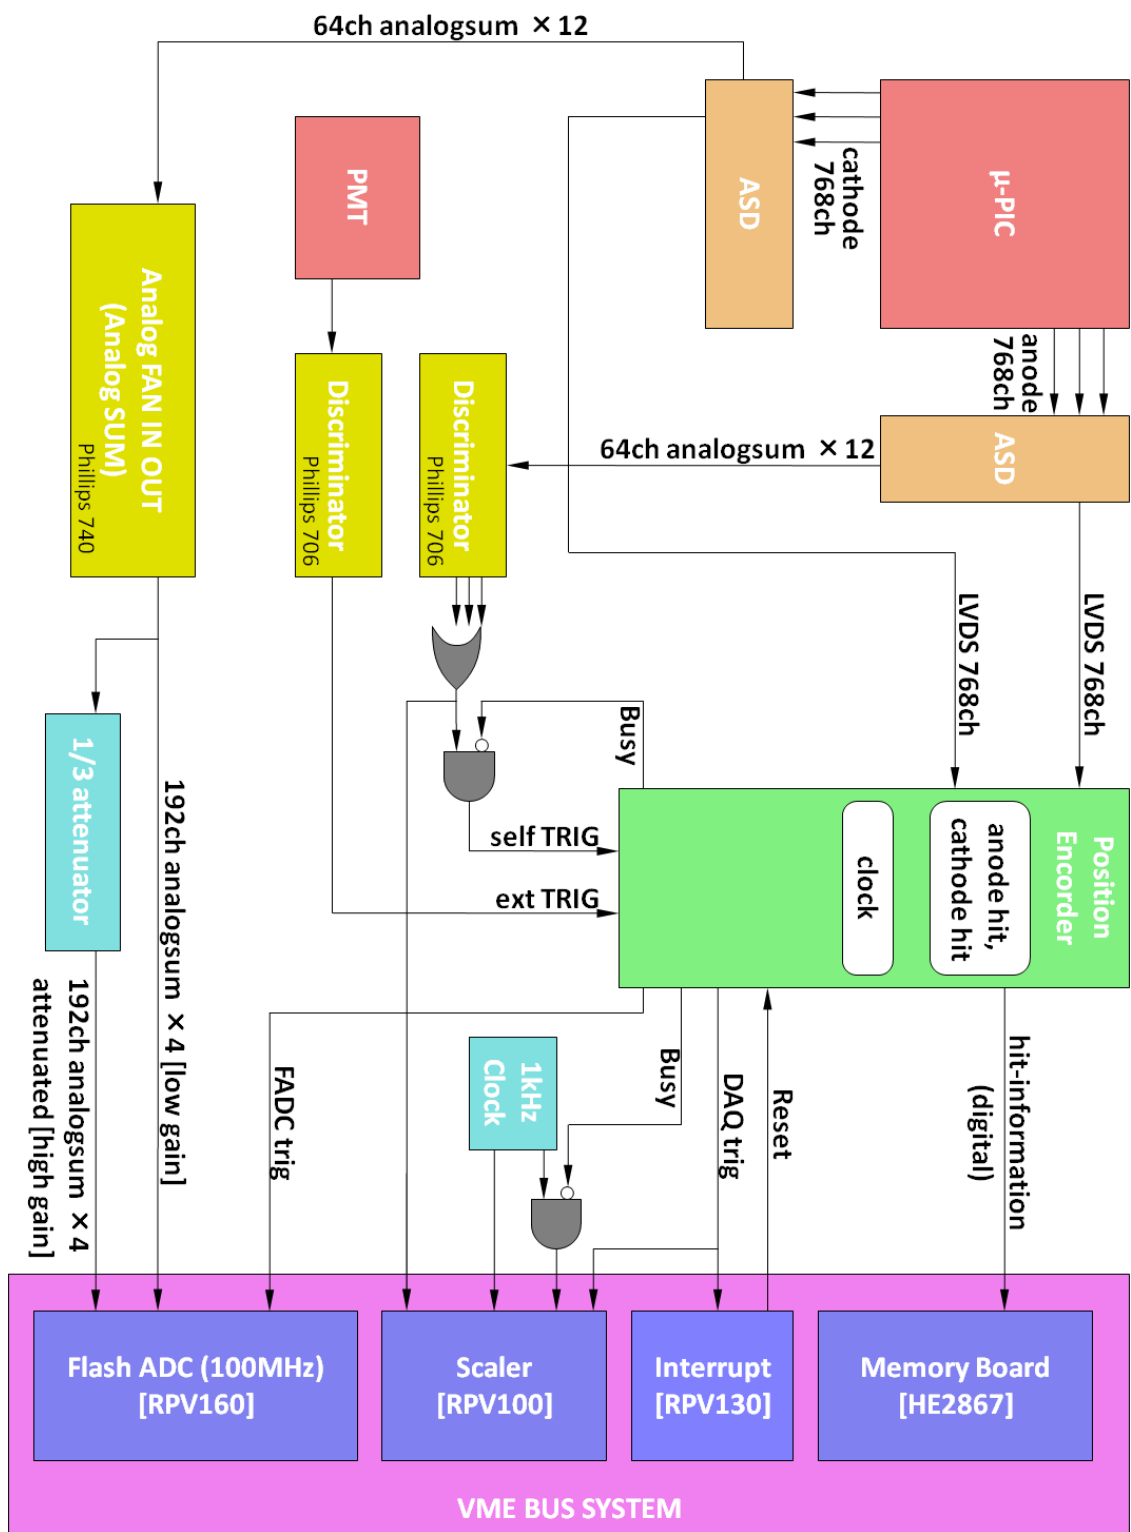 64ch analogsum ×12
μ-PIC
cathode
768ch
ASD
PMT
Analog FAN IN OUT
(Analog SUM)
Phillips 740
anode
768ch
Discriminator
Phillips 706
Discriminator
Phillips 706
64ch analogsum ×12
ASD
LVDS 768ch
LVDS 768ch
Busy
1/3 attenuator
192ch analogsum ×4 [low gain]
self TRIG
ext TRIG
clock
anode hit,
cathode hit
Position
Encorder
192ch analogsum ×4
attenuated [high gain]
FADC trig
1kHz
Clock
Busy
DAQ trig
Reset
hit-information
(digital)
Flash ADC (100MHz)
[RPV160]
Scaler
[RPV100]
Interrupt
[RPV130]
Memory Board
[HE2867]
VME BUS SYSTEM